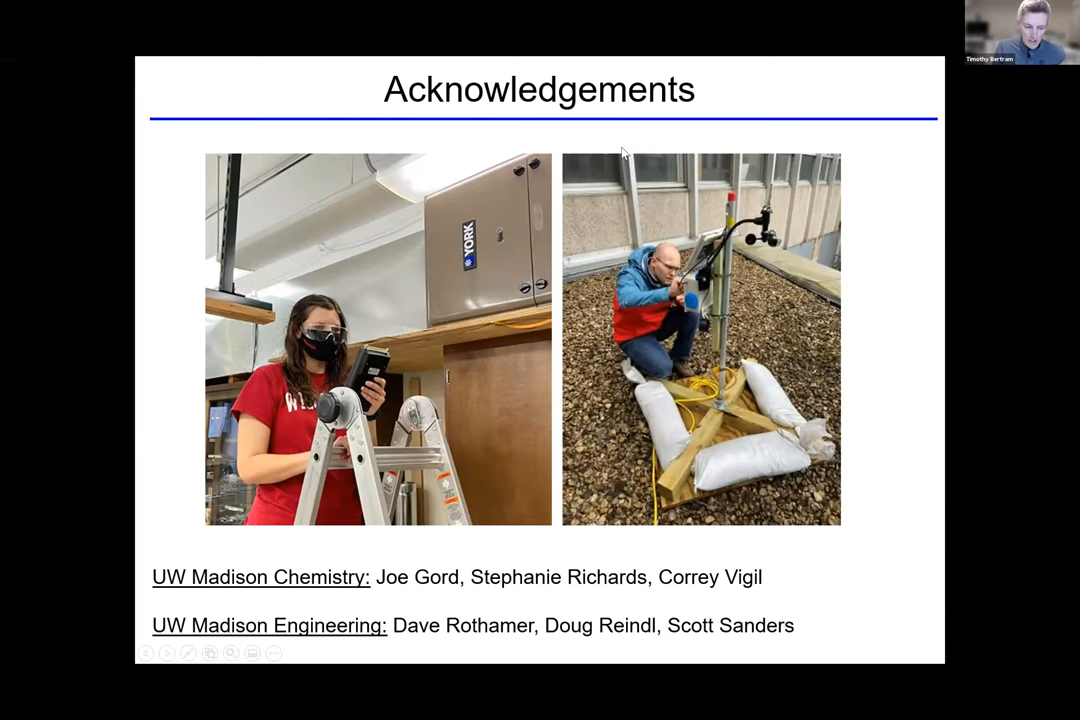 Timothy Bertram
Acknowledgements
YORK
UW Madison Chemistry: Joe Gord, Stephanie Richards, Correy Vigil
UW Madison Engineering: Dave Rothamer, Doug Reindl, Scott Sanders